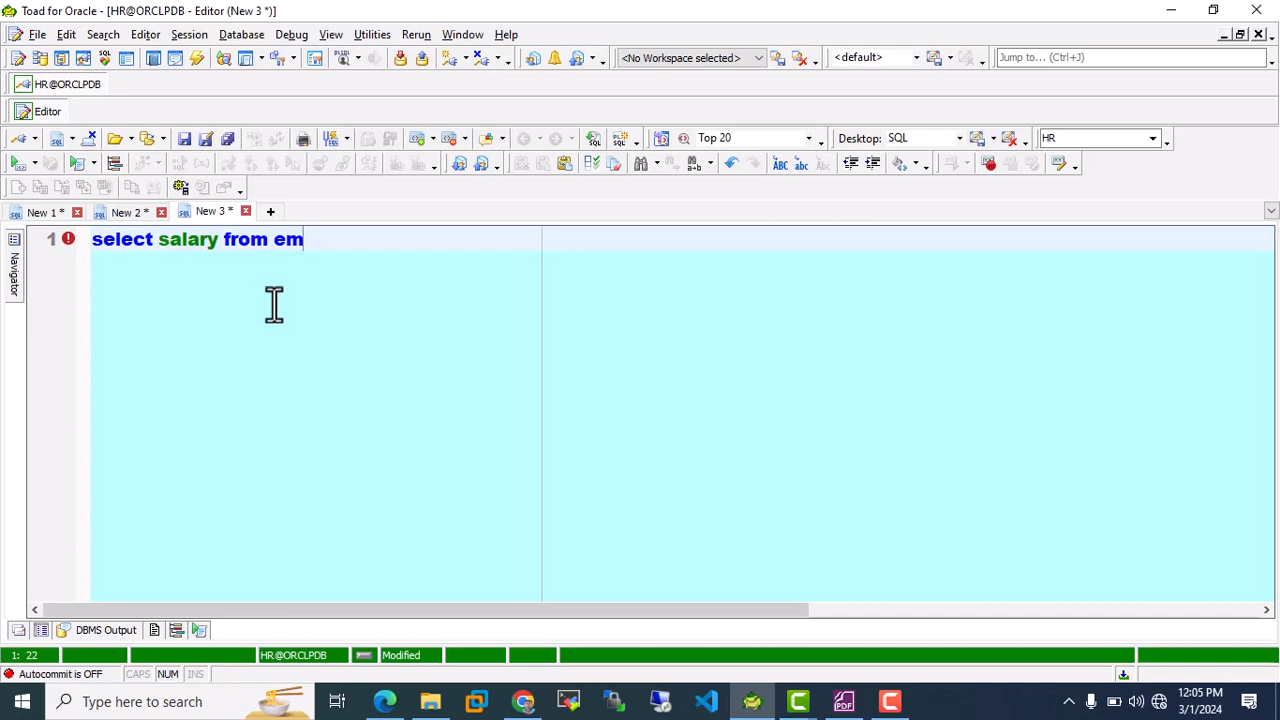 Toad for Oracle - [HR@ORCLPDB - Editor (New 3 *)]
File Edit Search Editor Session Database Debug View Utilities Rerun Window Help
<No Workspace selected> <default> Jump to... (Ctrl+J)
HR@ORCLPDB
Editor
Top 20 Desktop: SQL HR
New 1 * New 2 * New 3 *
1 select salary from em
Navigator
DBMS Output
1: 22 HR@ORCLPDB Modified
Autocommit is OFF CAPS NUM INS
Type here to search
12:05 PM
3/1/2024